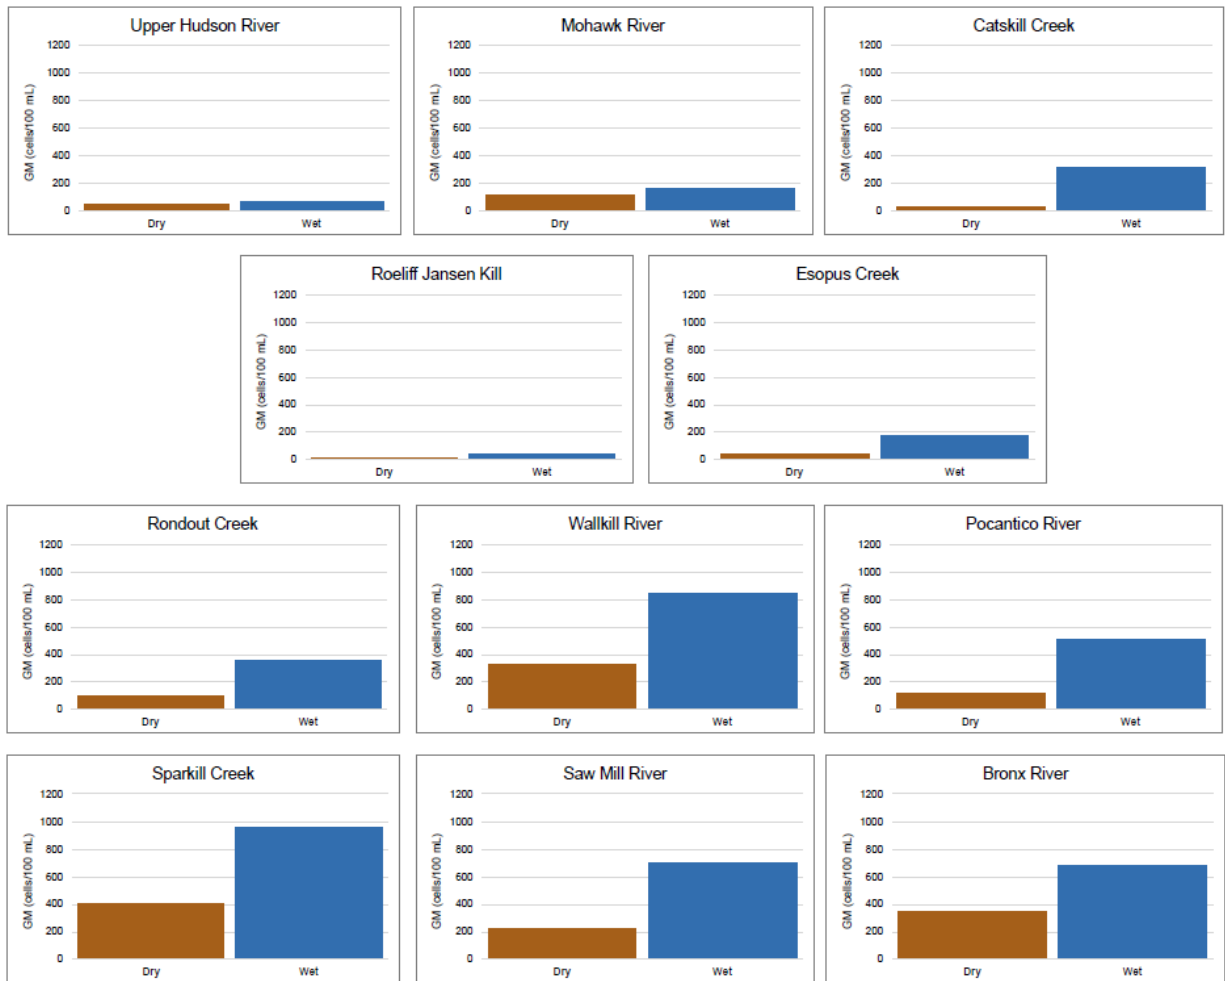 Upper Hudson River
1200
1000
800
600
400
200
0
GM (cells/100 mL)
Dry
Wet
Mohawk River
1200
1000
800
600
400
200
0
GM (cells/100 mL)
Dry
Wet
Catskill Creek
1200
1000
800
600
400
200
0
GM (cells/100 mL)
Dry
Wet
Roeliff Jansen Kill
1200
1000
800
600
400
200
0
GM (cells/100 mL)
Dry
Wet
Esopus Creek
1200
1000
800
600
400
200
0
GM (cells/100 mL)
Dry
Wet
Rondout Creek
1200
1000
800
600
400
200
0
GM (cells/100 mL)
Dry
Wet
Wallkill River
1200
1000
800
600
400
200
0
GM (cells/100 mL)
Dry
Wet
Pocantico River
1200
1000
800
600
400
200
0
GM (cells/100 mL)
Dry
Wet
Sparkill Creek
1200
1000
800
600
400
200
0
GM (cells/100 mL)
Dry
Wet
Saw Mill River
1200
1000
800
600
400
200
0
GM (cells/100 mL)
Dry
Wet
Bronx River
1200
1000
800
600
400
200
0
GM (cells/100 mL)
Dry
Wet